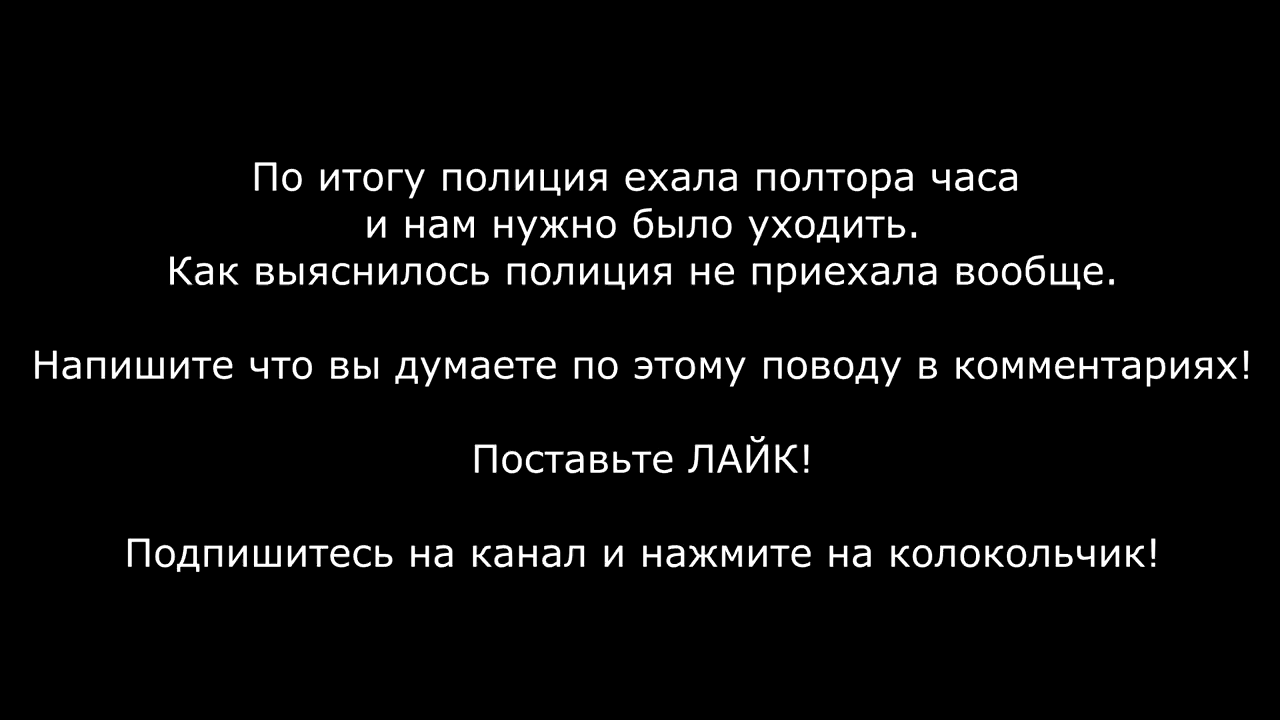 По итогу полиция ехала полтора часа
и нам нужно было уходить.
Как выяснилось полиция не приехала вообще.
Напишите что вы думаете по этому поводу в комментариях!
Поставьте ЛАЙК!
Подпишитесь на канал и нажмите на колокольчик!